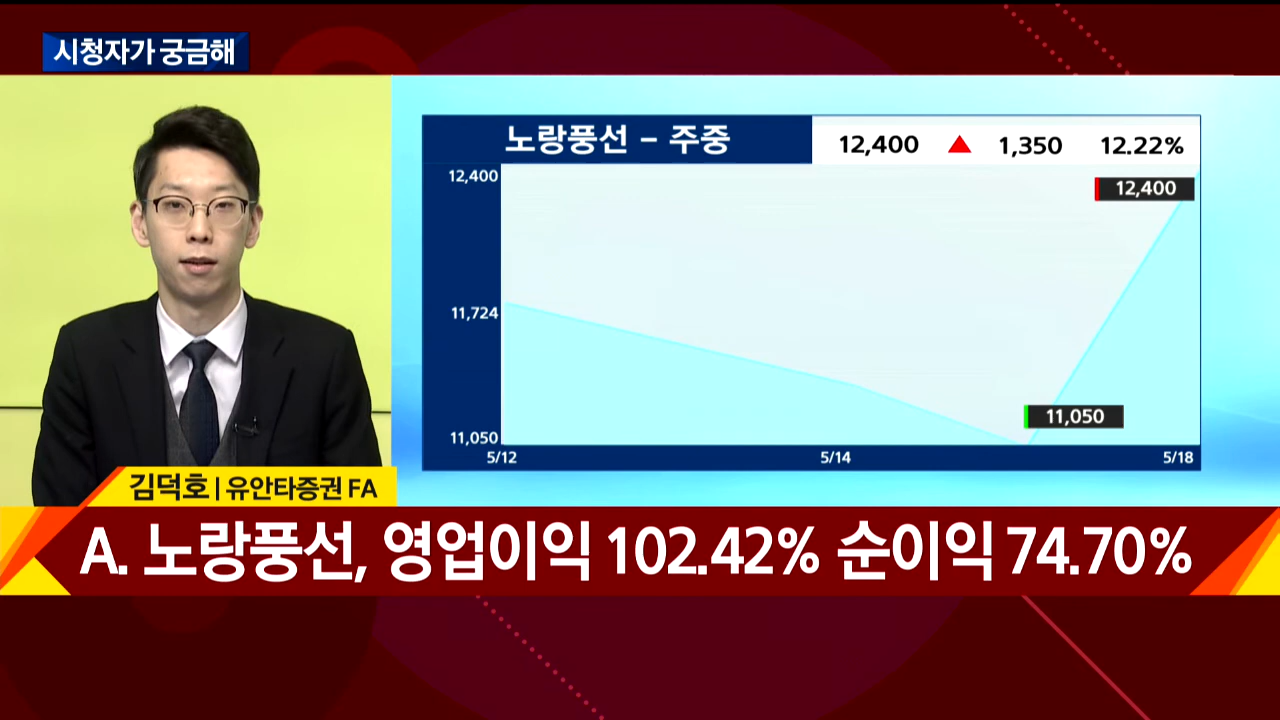 시청자가 궁금해
노랑풍선 - 주중
12,400 ▲ 1,350 12.22%
12,400
12,400
11,724
11,050
11,050
5/12 5/14 5/18
김덕호 | 유안타증권 FA
A. 노랑풍선, 영업이익 102.42% 순이익 74.70%